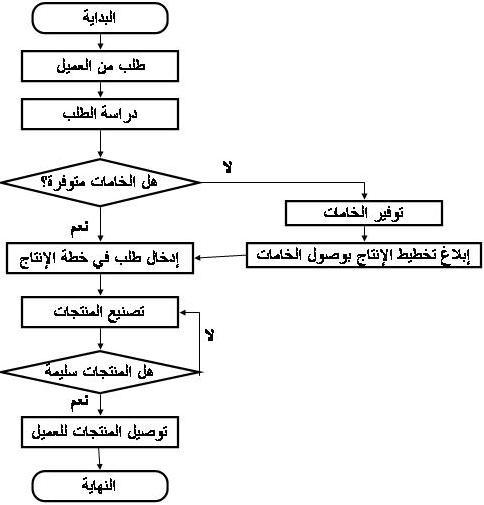 البداية
طلب من العميل
دراسة الطلب
هل الخامات متوفرة؟
لا
توفير الخامات
نعم
إدخال طلب في خطة الإنتاج
إبلاغ تخطيط الإنتاج بوصول الخامات
تصنيع المنتجات
لا
هل المنتجات سليمة
نعم
توصيل المنتجات للعميل
النهاية